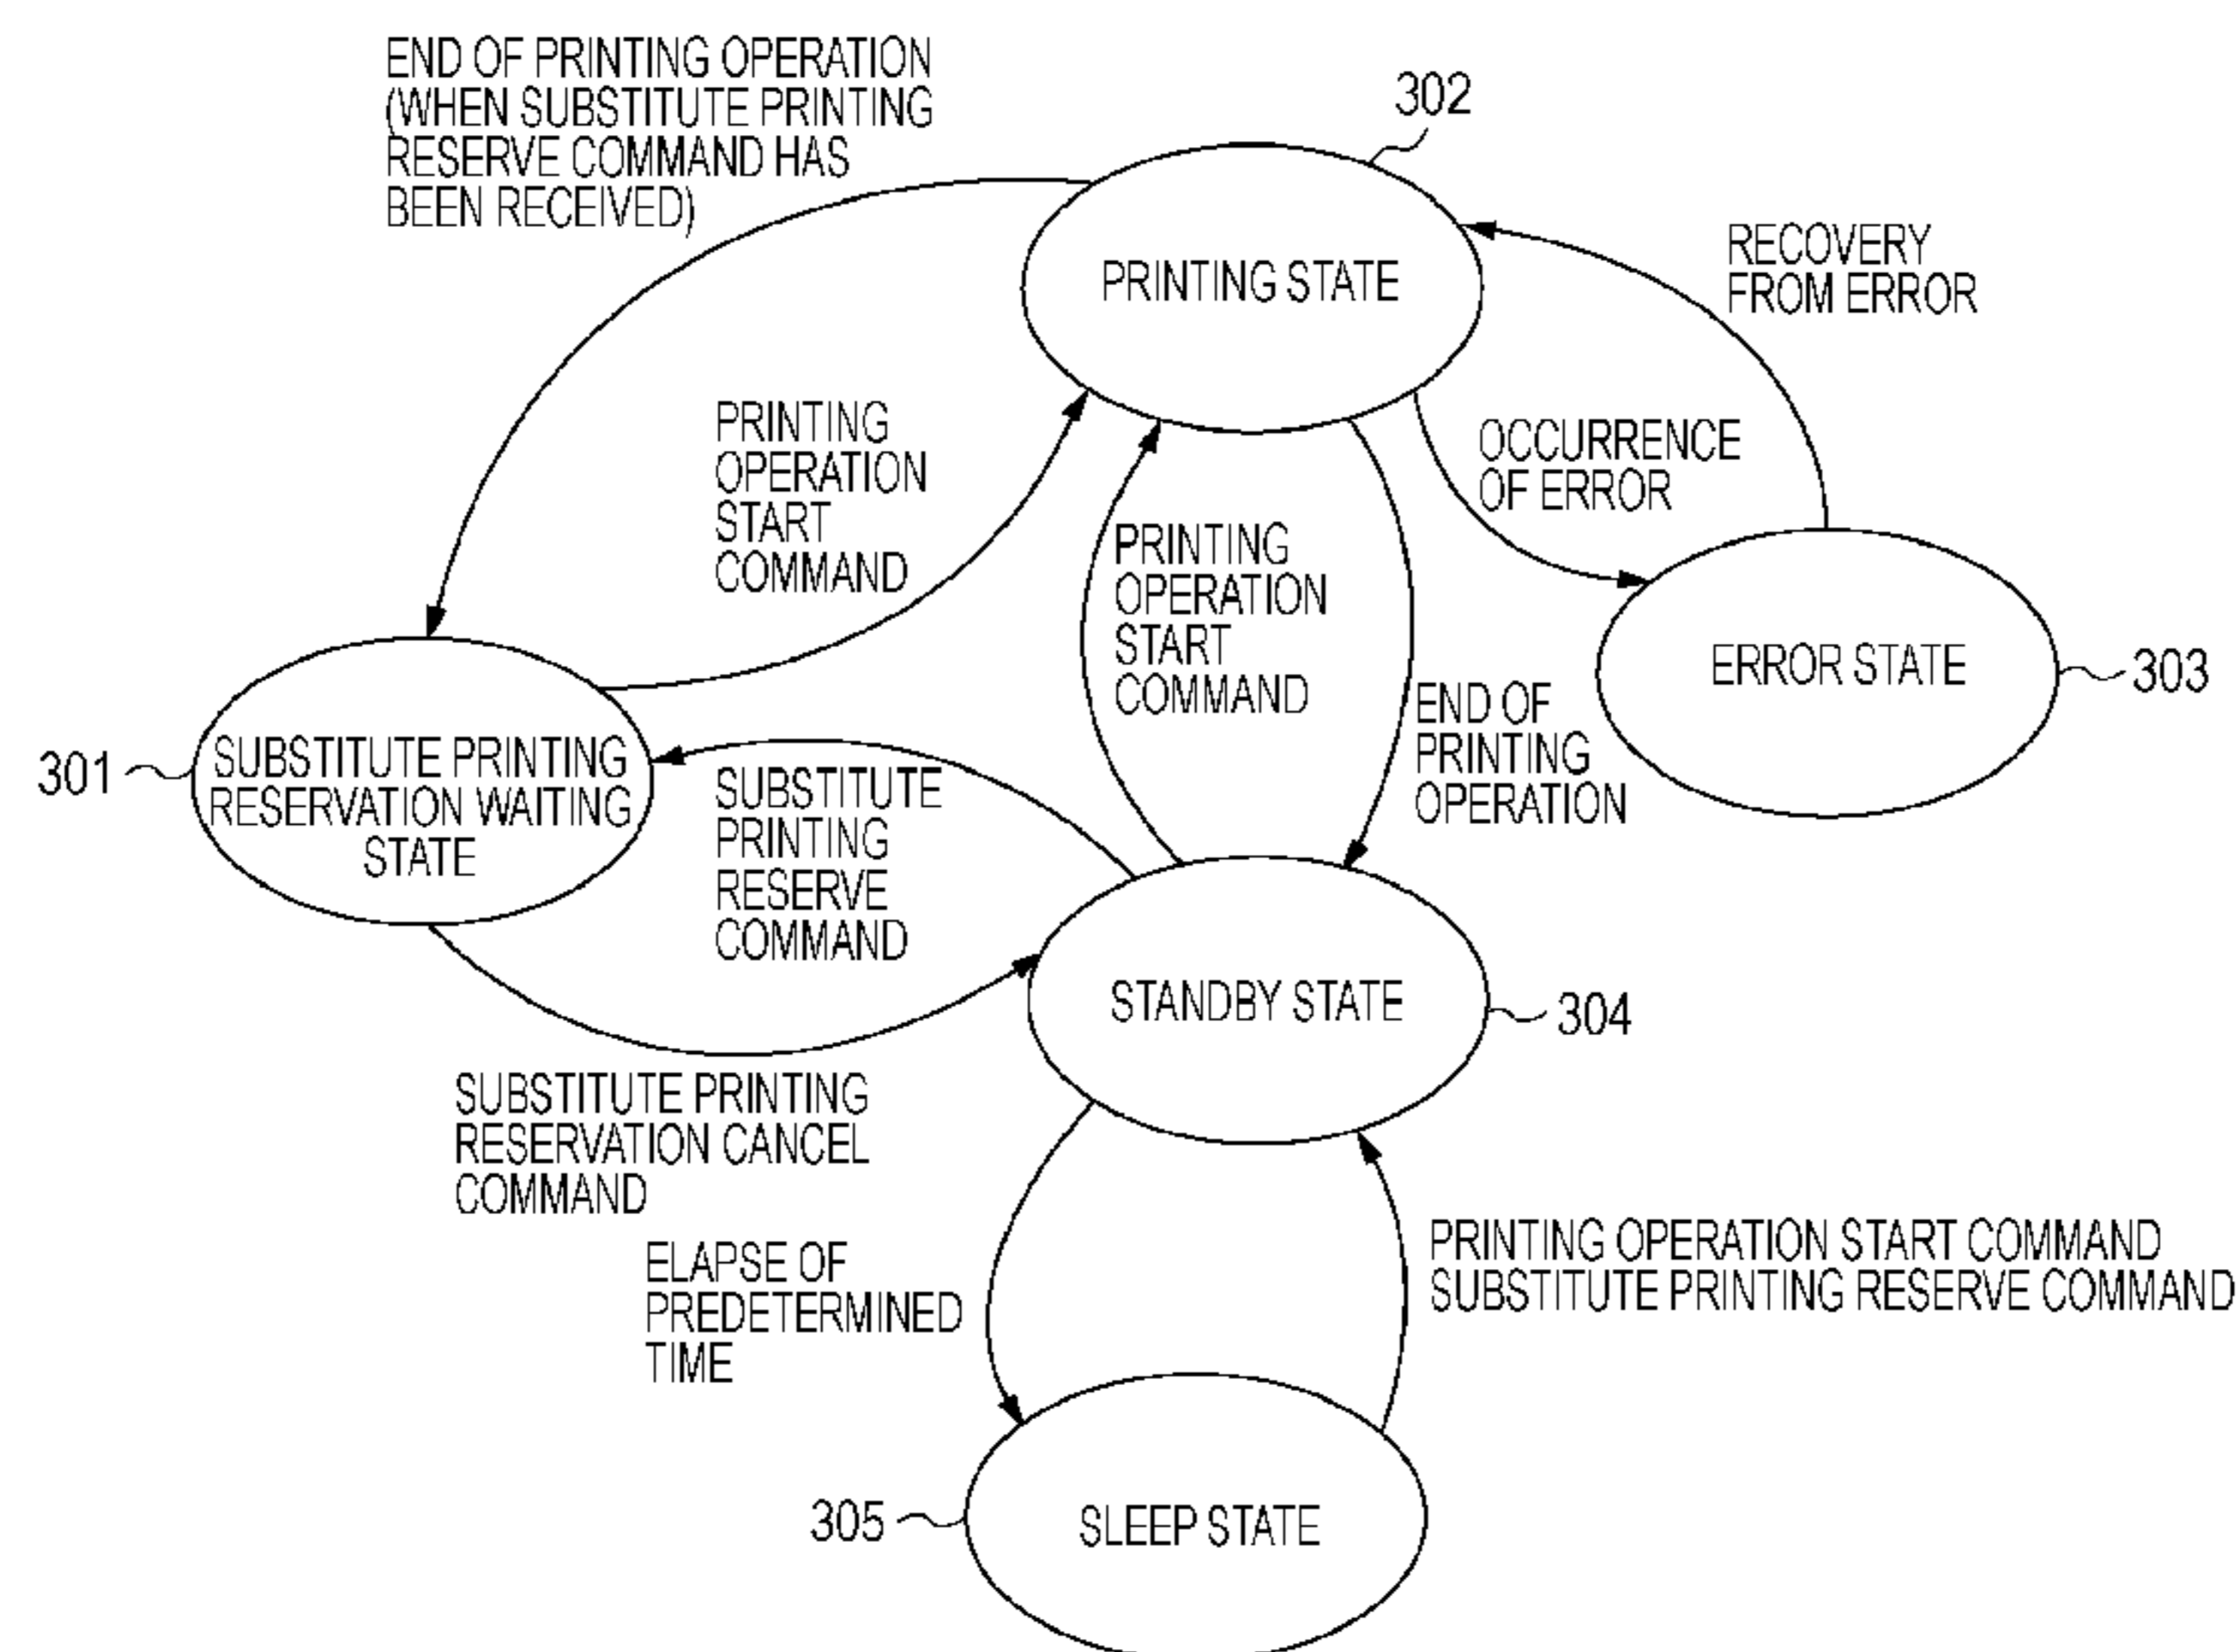 END OF PRINTING OPERATION
(WHEN SUBSTITUTE PRINTING
RESERVE COMMAND HAS
BEEN RECEIVED)
302
PRINTING STATE
RECOVERY
FROM ERROR
PRINTING
OPERATION
START
COMMAND
OCCURRENCE
OF ERROR
PRINTING
OPERATION
START
COMMAND
ERROR STATE
303
END OF
PRINTING
OPERATION
301
SUBSTITUTE PRINTING
RESERVATION WAITING
STATE
SUBSTITUTE
PRINTING
RESERVE
COMMAND
STANDBY STATE
304
SUBSTITUTE PRINTING
RESERVATION CANCEL
COMMAND
ELAPSE OF
PREDETERMINED
TIME
PRINTING OPERATION START COMMAND
SUBSTITUTE PRINTING RESERVE COMMAND
305
SLEEP STATE